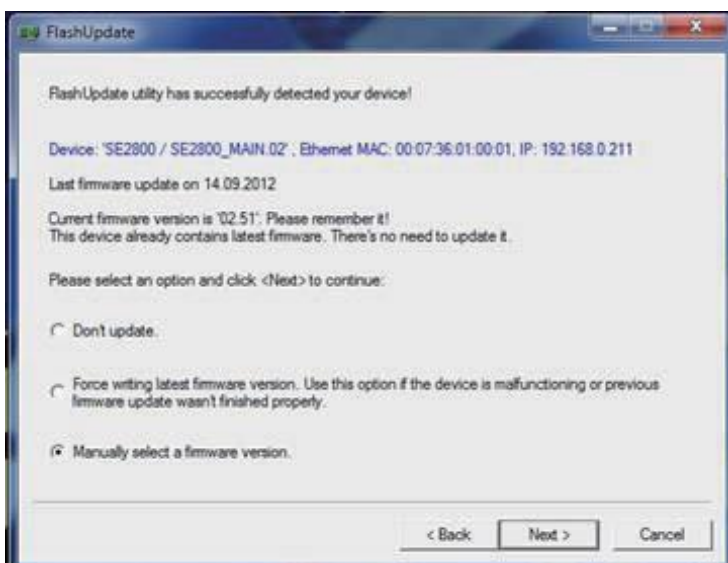 FlashUpdate
FlashUpdate utility has successfully detected your device!
Device: 'SE2800 / SE2800_MAIN.02' , Ethernet MAC: 00:07:36:01:00:01, IP: 192.168.0.211
Last firmware update on 14.09.2012
Current firmware version is '02.51'. Please remember it!
This device already contains latest firmware. There's no need to update it.
Please select an option and click <Next> to continue:
Don't update.
Force writing latest firmware version. Use this option if the device is malfunctioning or previous
firmware update wasn't finished properly.
Manually select a firmware version.
< Back
Next >
Cancel